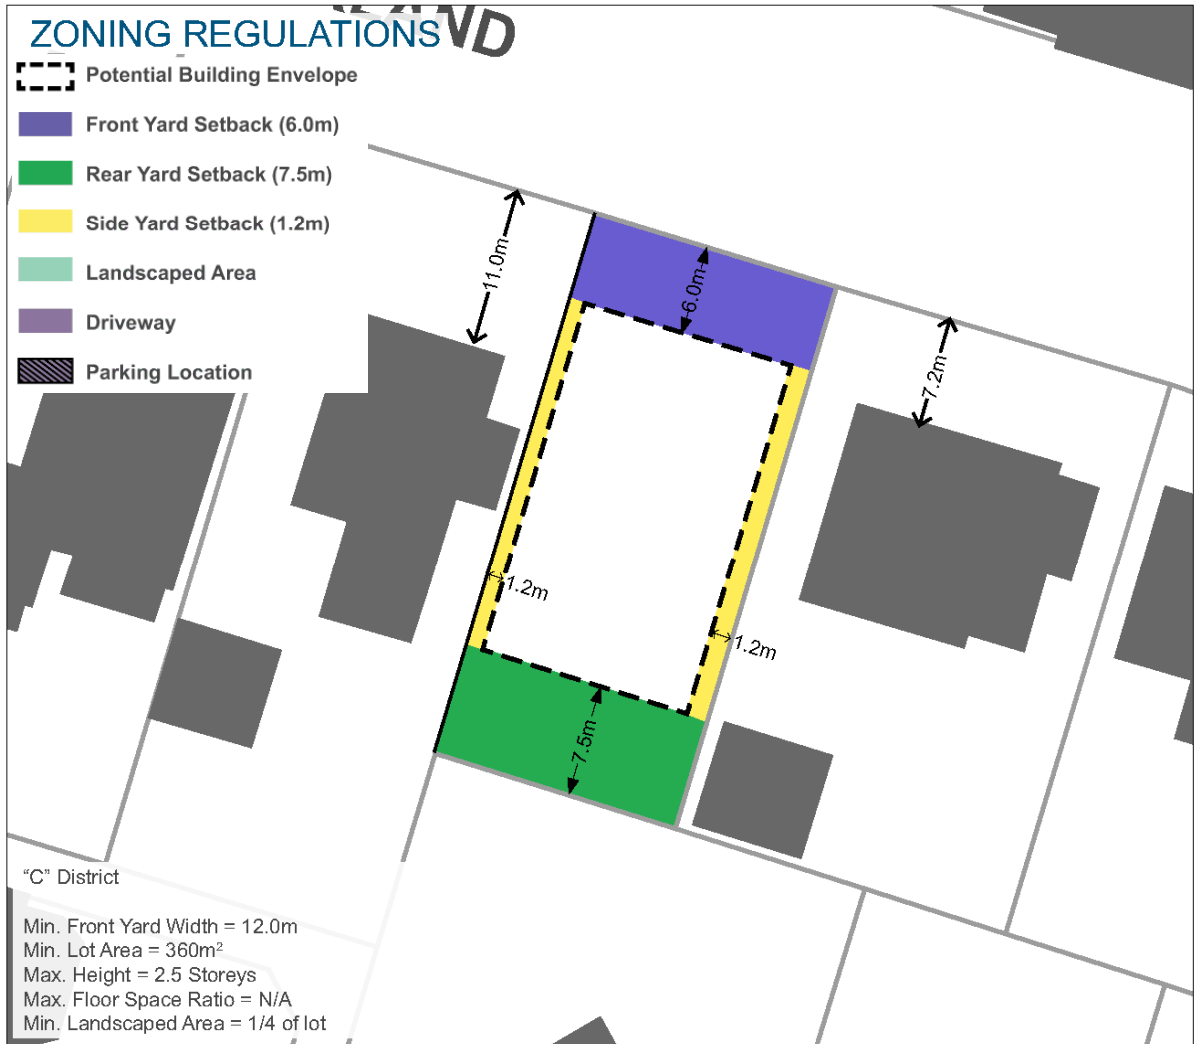 ZONING REGULATIONS
Potential Building Envelope
Front Yard Setback (6.0m)
Rear Yard Setback (7.5m)
Side Yard Setback (1.2m)
Landscaped Area
Driveway
Parking Location
11.0m
6.0m
7.2m
1.2m
1.2m
7.5m
“C” District
Min. Front Yard Width = 12.0m
Min. Lot Area = 360m²
Max. Height = 2.5 Storeys
Max. Floor Space Ratio = N/A
Min. Landscaped Area = 1/4 of lot